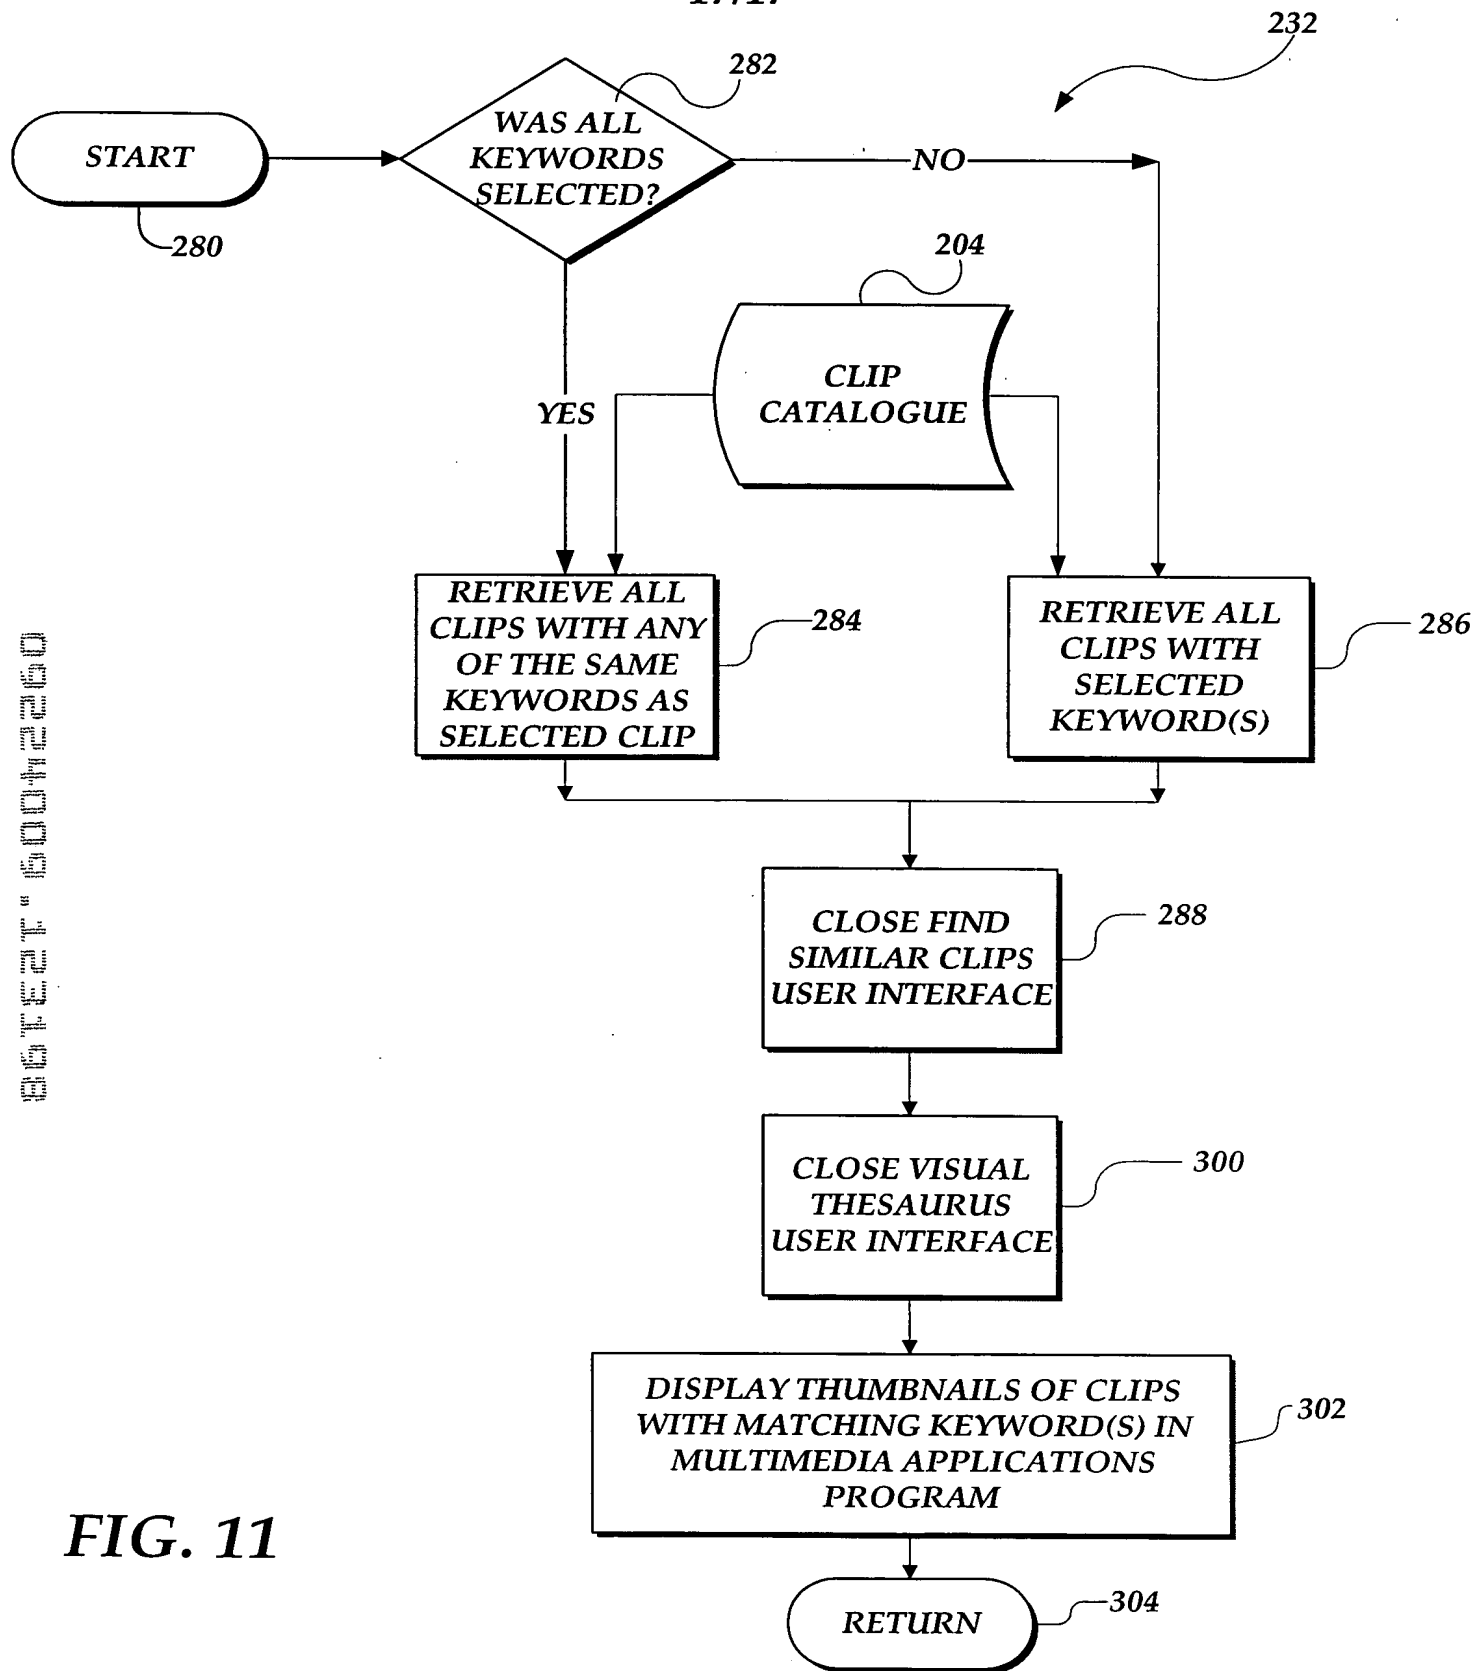 232
282
WAS ALL
KEYWORDS
SELECTED?
START
NO
280
204
CLIP
CATALOGUE
YES
RETRIEVE ALL
CLIPS WITH ANY
OF THE SAME
KEYWORDS AS
SELECTED CLIP
284
RETRIEVE ALL
CLIPS WITH
SELECTED
KEYWORD(S)
286
CLOSE FIND
SIMILAR CLIPS
USER INTERFACE
288
CLOSE VISUAL
THESAURUS
USER INTERFACE
300
DISPLAY THUMBNAILS OF CLIPS
WITH MATCHING KEYWORD(S) IN
MULTIMEDIA APPLICATIONS
PROGRAM
302
RETURN
304
FIG. 11